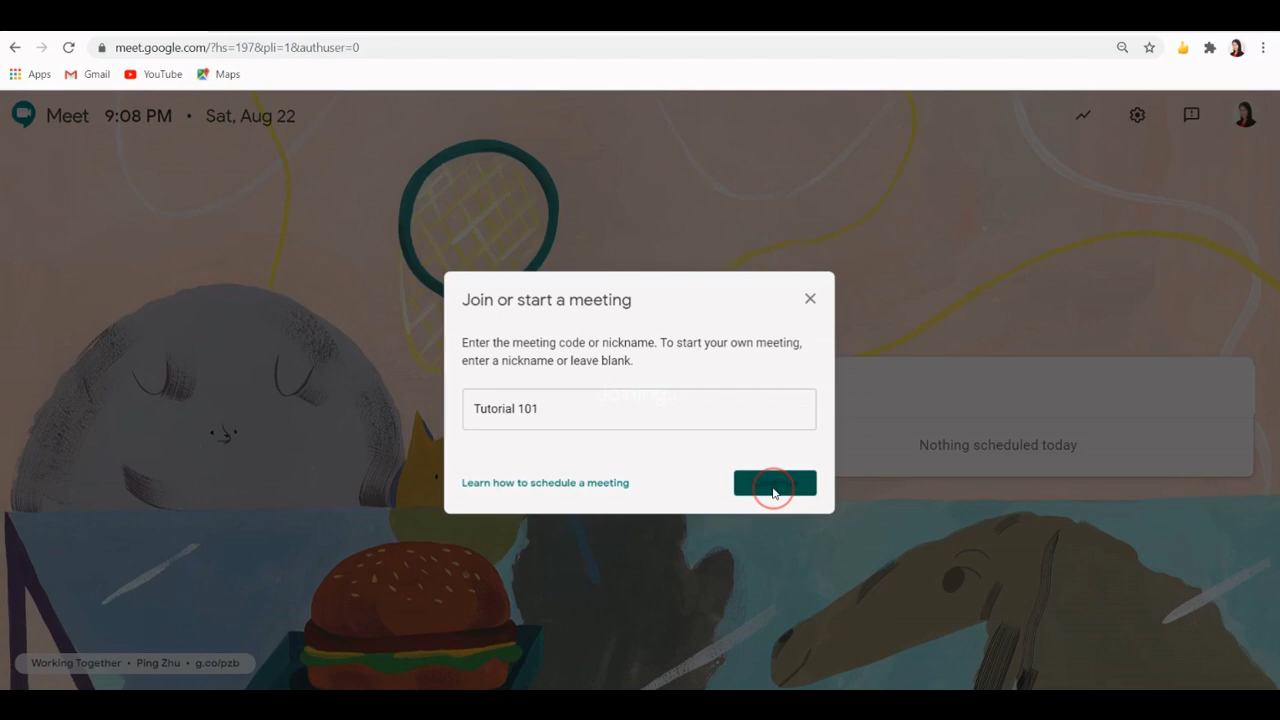 meet.google.com/?hs=197&pli=1&authuser=0
Apps Gmail YouTube Maps
Meet 9:08 PM • Sat, Aug 22
Join or start a meeting
Enter the meeting code or nickname. To start your own meeting,
enter a nickname or leave blank.
Tutorial 101
Nothing scheduled today
Learn how to schedule a meeting
Working Together • Ping Zhu • g.co/pzb